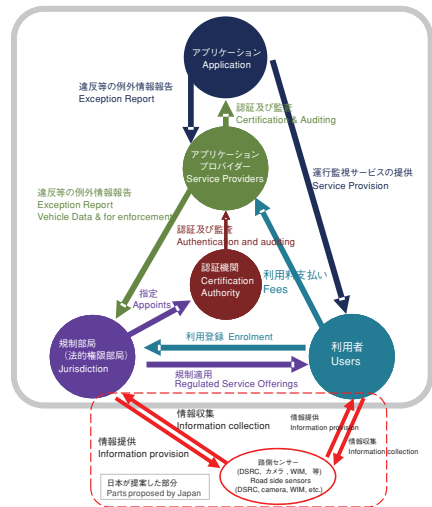 アプリケーション
Application
違反等の例外情報報告
Exception Report
認証及び監査
Certification & Auditing
アプリケーション
プロバイダー
Service Providers
運行監視サービスの提供
Service Provision
違反等の例外情報報告
Exception Report
Vehicle Data & for enforcement
認証及び監査
Authentication and auditing
認証機関
Certification
Authority
利用料支払い
Fees
指定
Appoints
規制部局
（法的権限部局）
Jurisdiction
利用登録 Enrolment
利用者
Users
規制適用
Regulated Service Offerings
情報収集
Information collection
情報提供
Information provision
情報提供
Information provision
情報収集
Information collection
路側センサー
(DSRC、カメラ , WIM、等)
Road side sensors
(DSRC, camera, WIM, etc.)
日本が提案した部分
Parts proposed by Japan